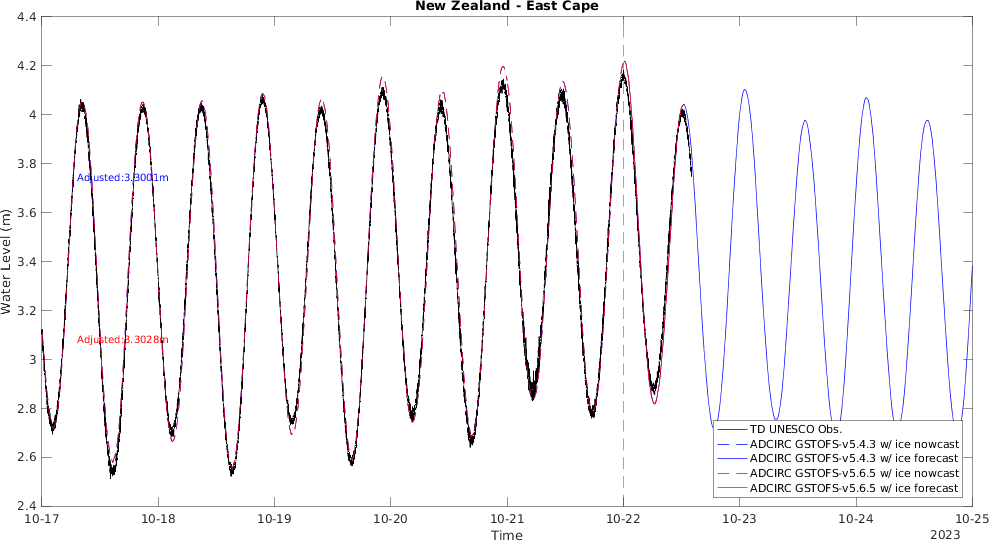 New Zealand - East Cape
4.4
4.2
4
3.8
3.6
3.4
3.2
3
2.8
2.6
2.4
Water Level (m)
Adjusted:3.3001m
Adjusted:3.3028m
TD UNESCO Obs.
ADCIRC GSTOFS-v5.4.3 w/ ice nowcast
ADCIRC GSTOFS-v5.4.3 w/ ice forecast
ADCIRC GSTOFS-v5.6.5 w/ ice nowcast
ADCIRC GSTOFS-v5.6.5 w/ ice forecast
10-17 10-18 10-19 10-20 10-21 10-22 10-23 10-24 10-25
Time
2023